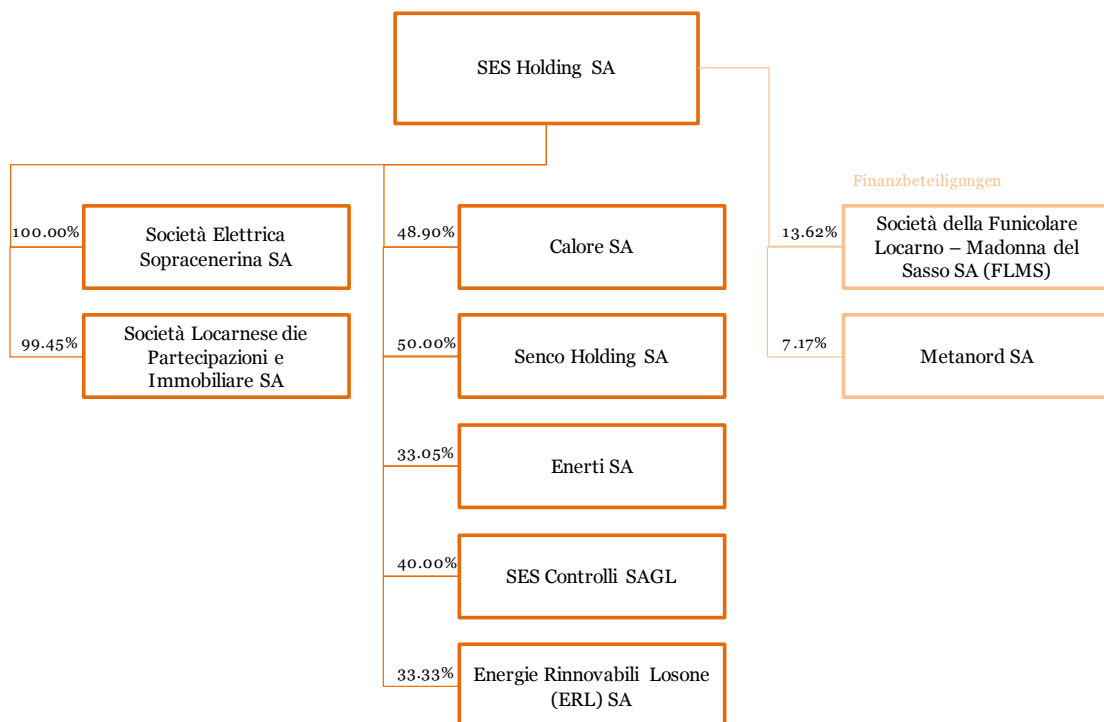 SES Holding SA
Finanzbeteiligungen
100.00%
Società Elettrica
Sopracenerina SA
99.45%
Società Locarnese die
Partecipazioni e
Immobiliare SA
48.90%
Calore SA
50.00%
Senco Holding SA
33.05%
Enerti SA
40.00%
SES Controlli SAGL
33.33%
Energie Rinnovabili Losone
(ERL) SA
13.62%
Società della Funicolare
Locarno – Madonna del
Sasso SA (FLMS)
7.17%
Metanord SA